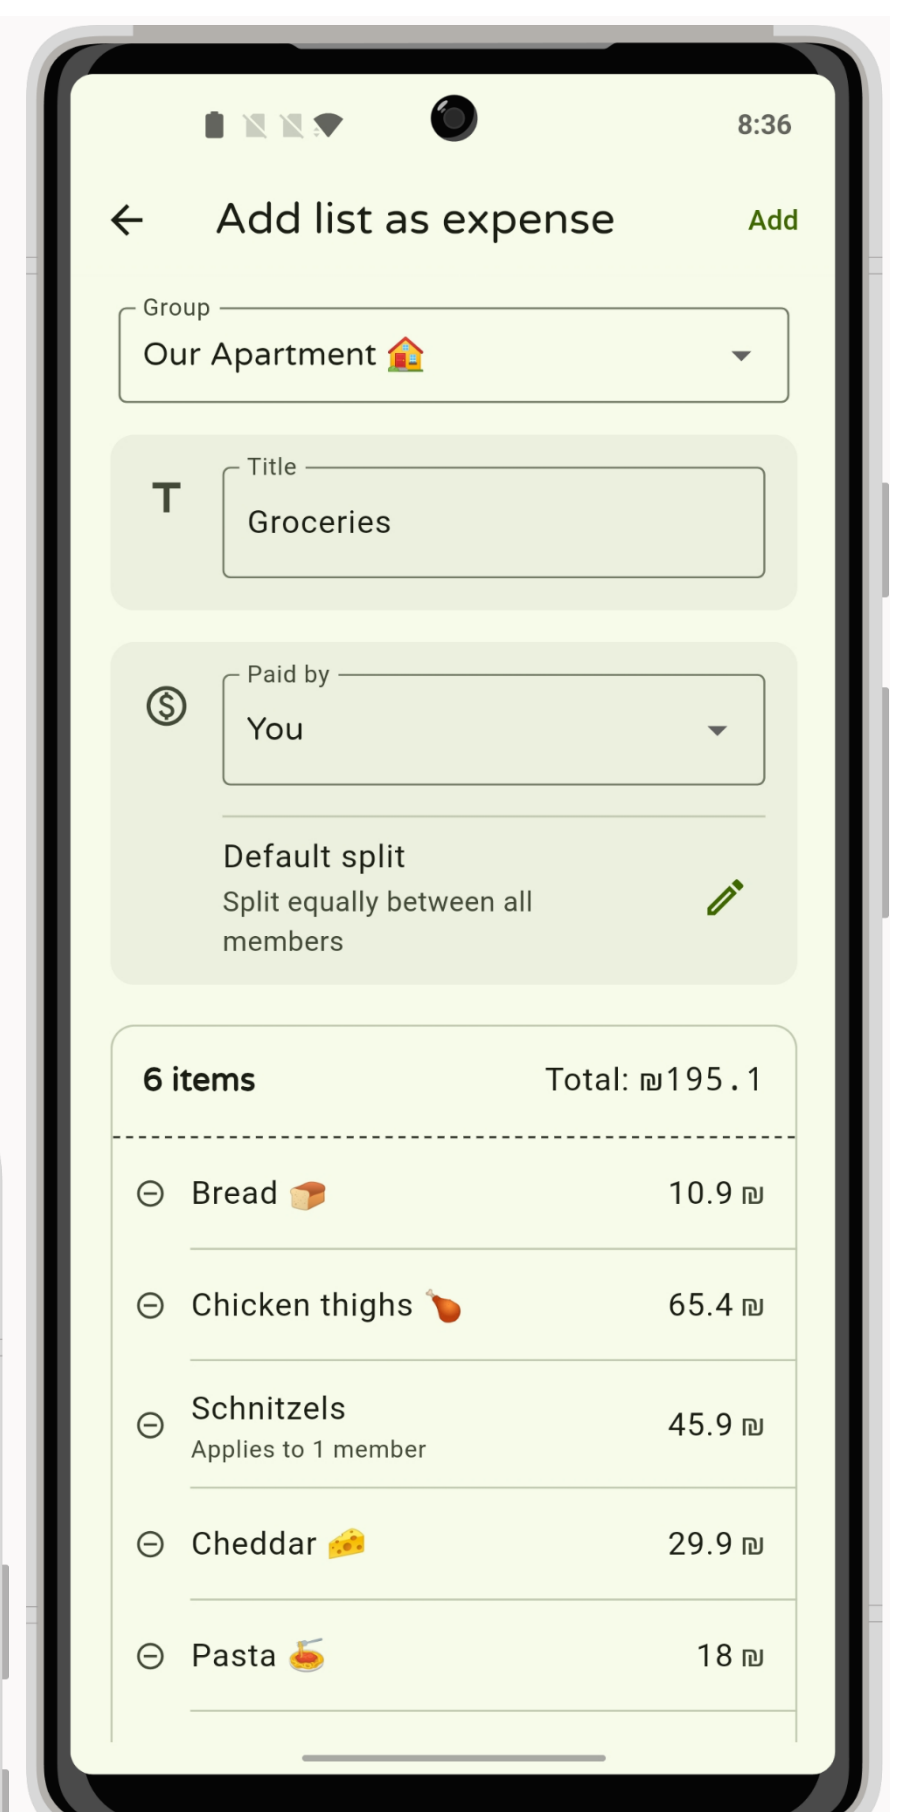 8:36
Add list as expense
Add
Group
Our Apartment 🏠
Title
Groceries
Paid by
You
Default split
Split equally between all
members
6 items
Total: ₪195.1
Bread 🍞
10.9 ₪
Chicken thighs 🍗
65.4 ₪
Schnitzels
Applies to 1 member
45.9 ₪
Cheddar 🧀
29.9 ₪
Pasta 🍝
18 ₪